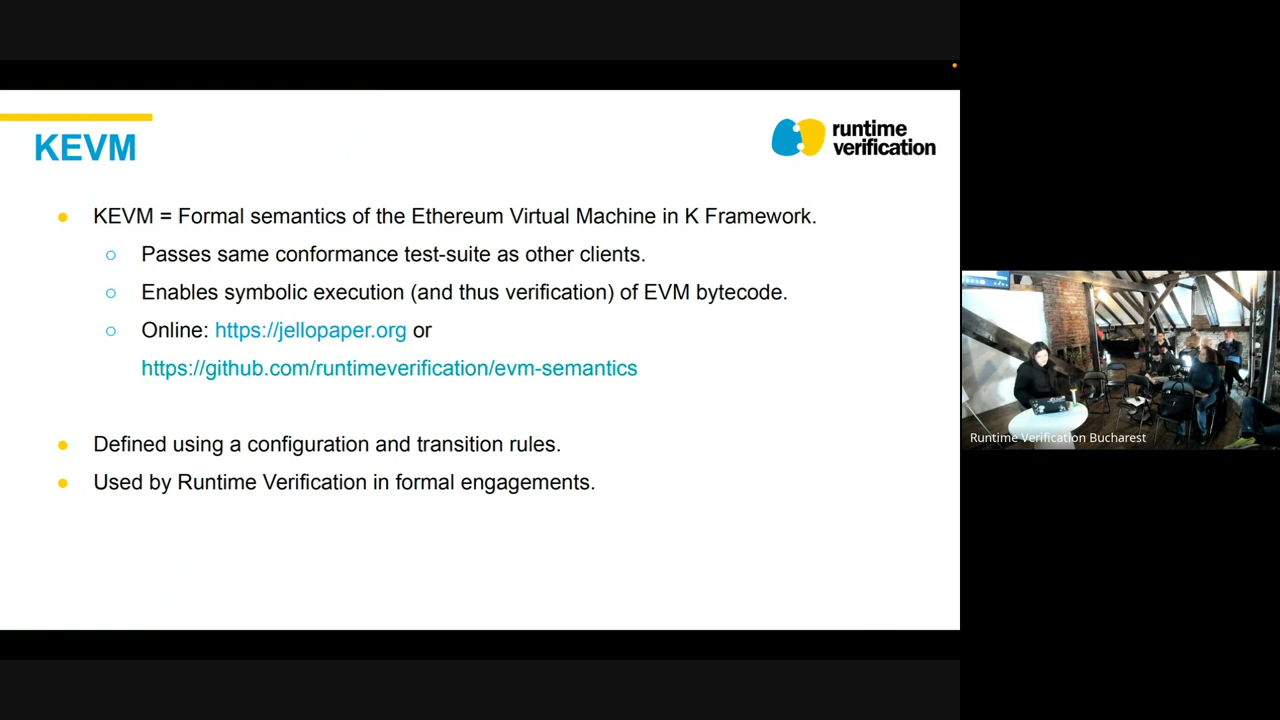 KEVM
runtime
verification
● KEVM = Formal semantics of the Ethereum Virtual Machine in K Framework.
○ Passes same conformance test-suite as other clients.
○ Enables symbolic execution (and thus verification) of EVM bytecode.
○ Online: https://jellopaper.org or
https://github.com/runtimeverification/evm-semantics
● Defined using a configuration and transition rules.
● Used by Runtime Verification in formal engagements.
Runtime Verification Bucharest